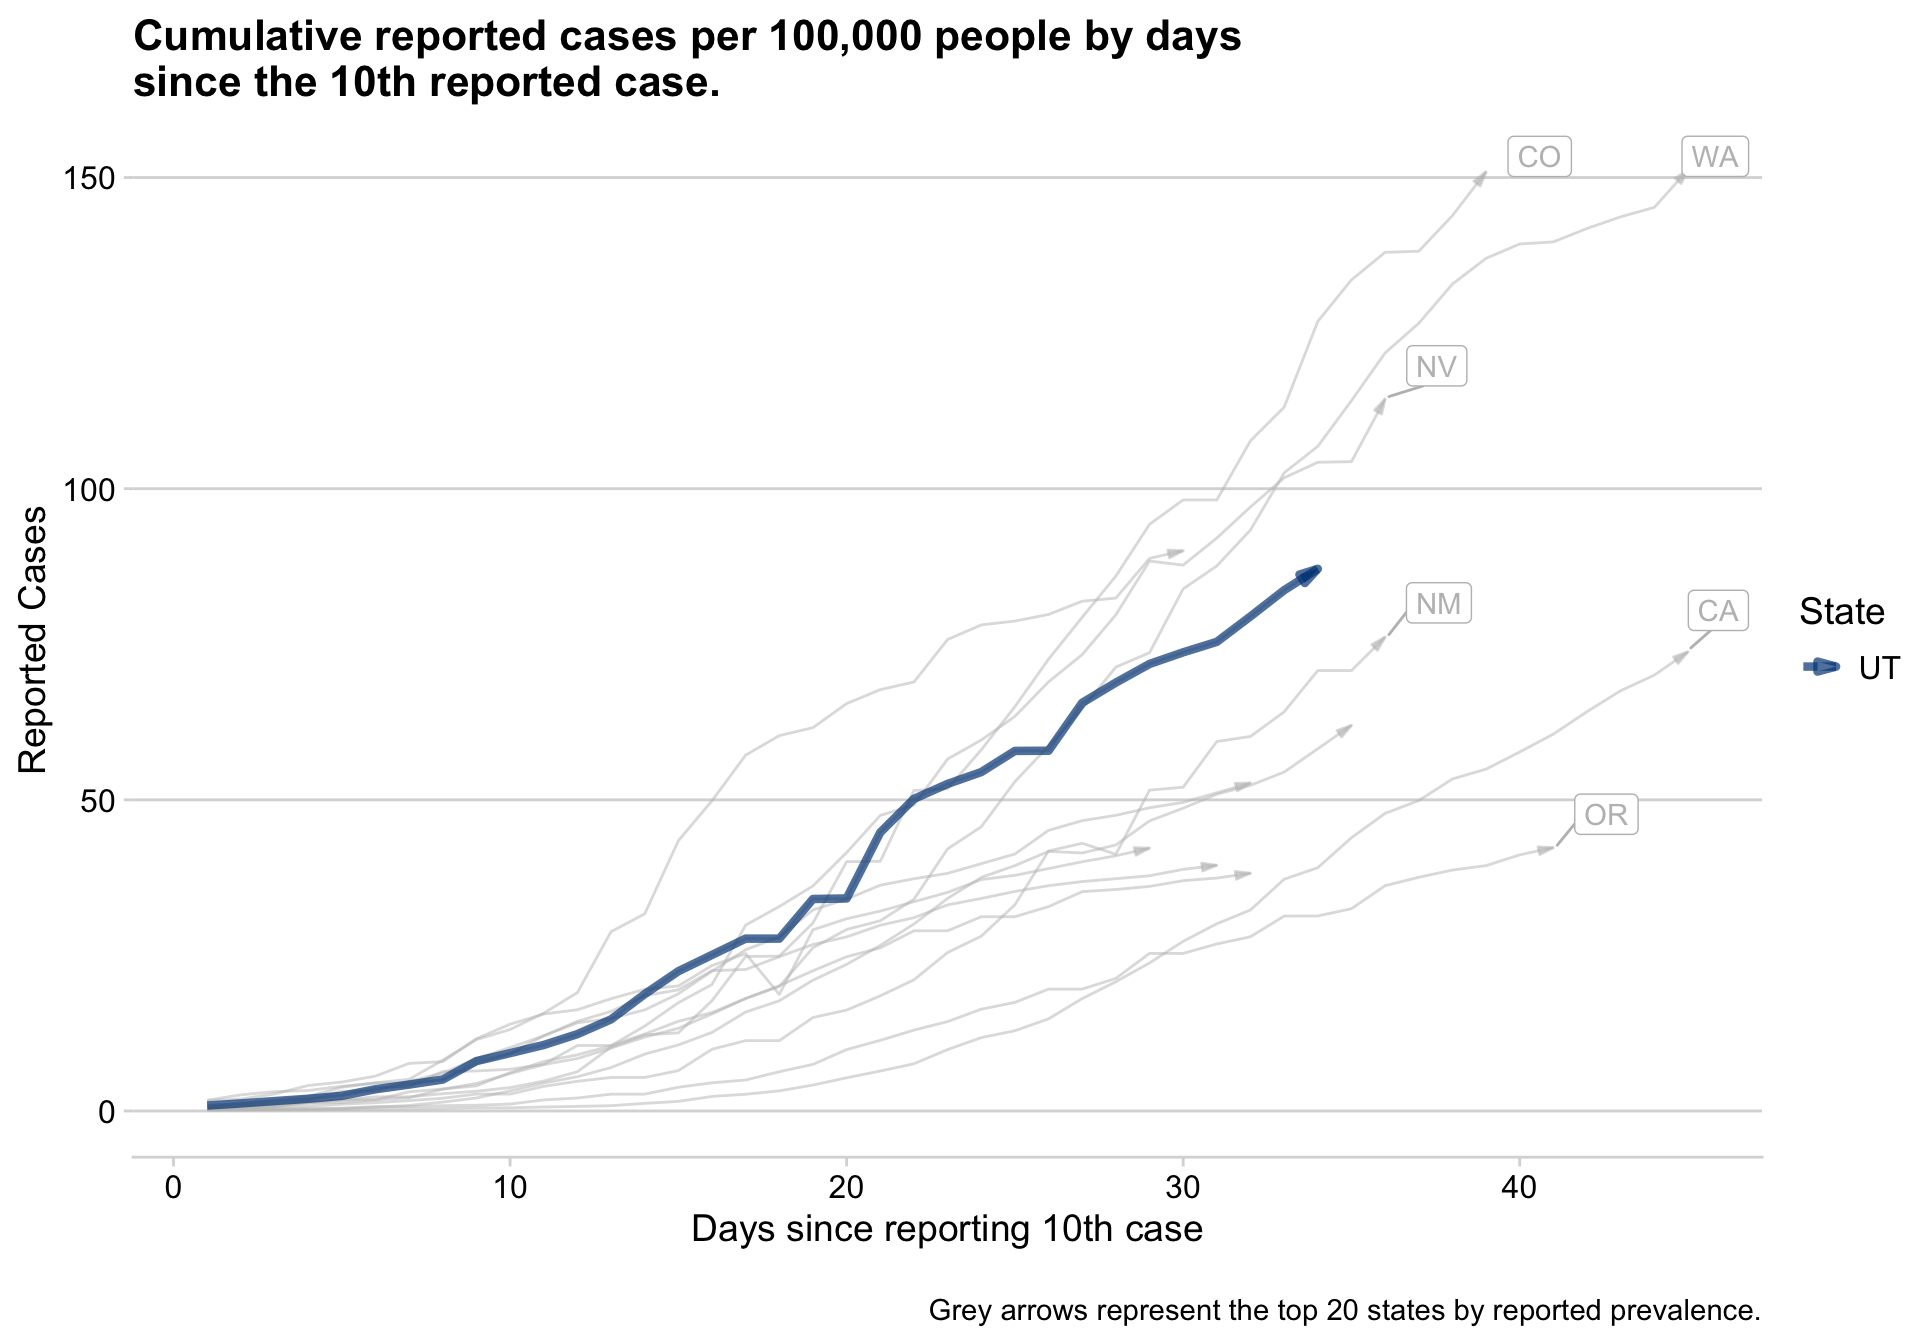 Cumulative reported cases per 100,000 people by days
since the 10th reported case.
CO
WA
150
NV
100
Reported Cases
NM
CA
State
UT
OR
50
0
0 10 20 30 40
Days since reporting 10th case
Grey arrows represent the top 20 states by reported prevalence.